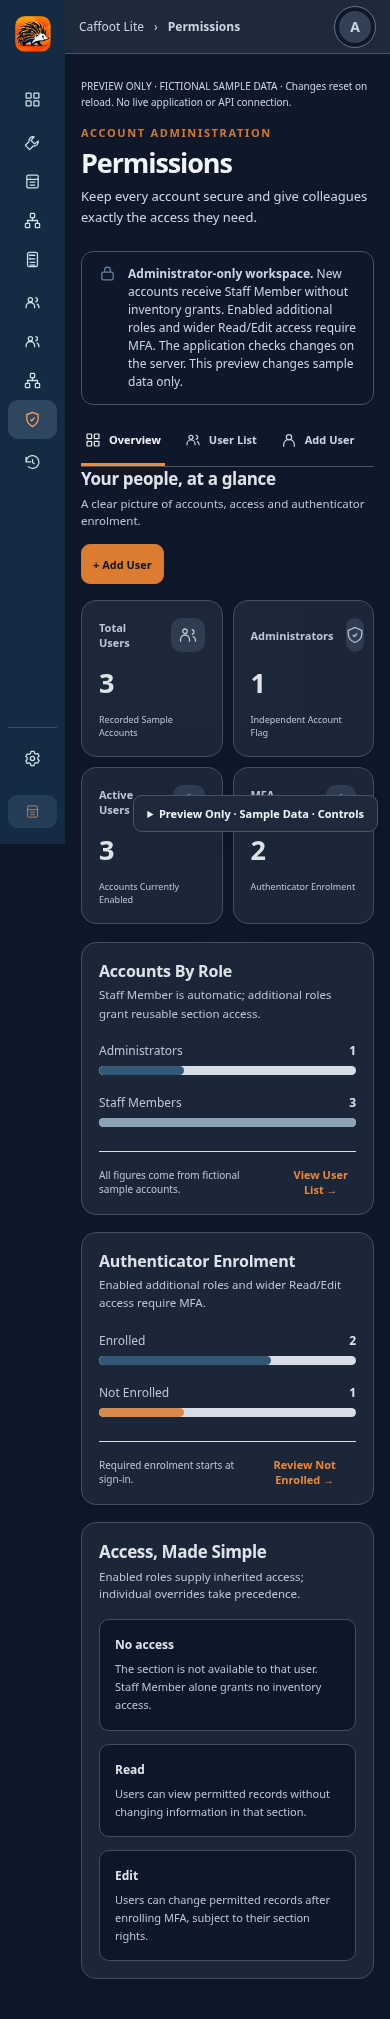 Caffoot Lite › Permissions
A
PREVIEW ONLY · FICTIONAL SAMPLE DATA · Changes reset on
reload. No live application or API connection.
ACCOUNT ADMINISTRATION
Permissions
Keep every account secure and give colleagues
exactly the access they need.
Administrator-only workspace. New
accounts receive Staff Member without
inventory grants. Enabled additional
roles and wider Read/Edit access require
MFA. The application checks changes on
the server. This preview changes sample
data only.
Overview
User List
Add User
Your people, at a glance
A clear picture of accounts, access and authenticator
enrolment.
+ Add User
Total
Users
3
Recorded Sample
Accounts
Administrators
1
Independent Account
Flag
Active
Users
3
Accounts Currently
Enabled
MFA
2
Authenticator Enrolment
▶ Preview Only · Sample Data · Controls
Accounts By Role
Staff Member is automatic; additional roles
grant reusable section access.
Administrators 1
Staff Members 3
All figures come from fictional
sample accounts.
View User
List →
Authenticator Enrolment
Enabled additional roles and wider Read/Edit
access require MFA.
Enrolled 2
Not Enrolled 1
Required enrolment starts at
sign-in.
Review Not
Enrolled →
Access, Made Simple
Enabled roles supply inherited access;
individual overrides take precedence.
No access
The section is not available to that user.
Staff Member alone grants no inventory
access.
Read
Users can view permitted records without
changing information in that section.
Edit
Users can change permitted records after
enrolling MFA, subject to their section
rights.